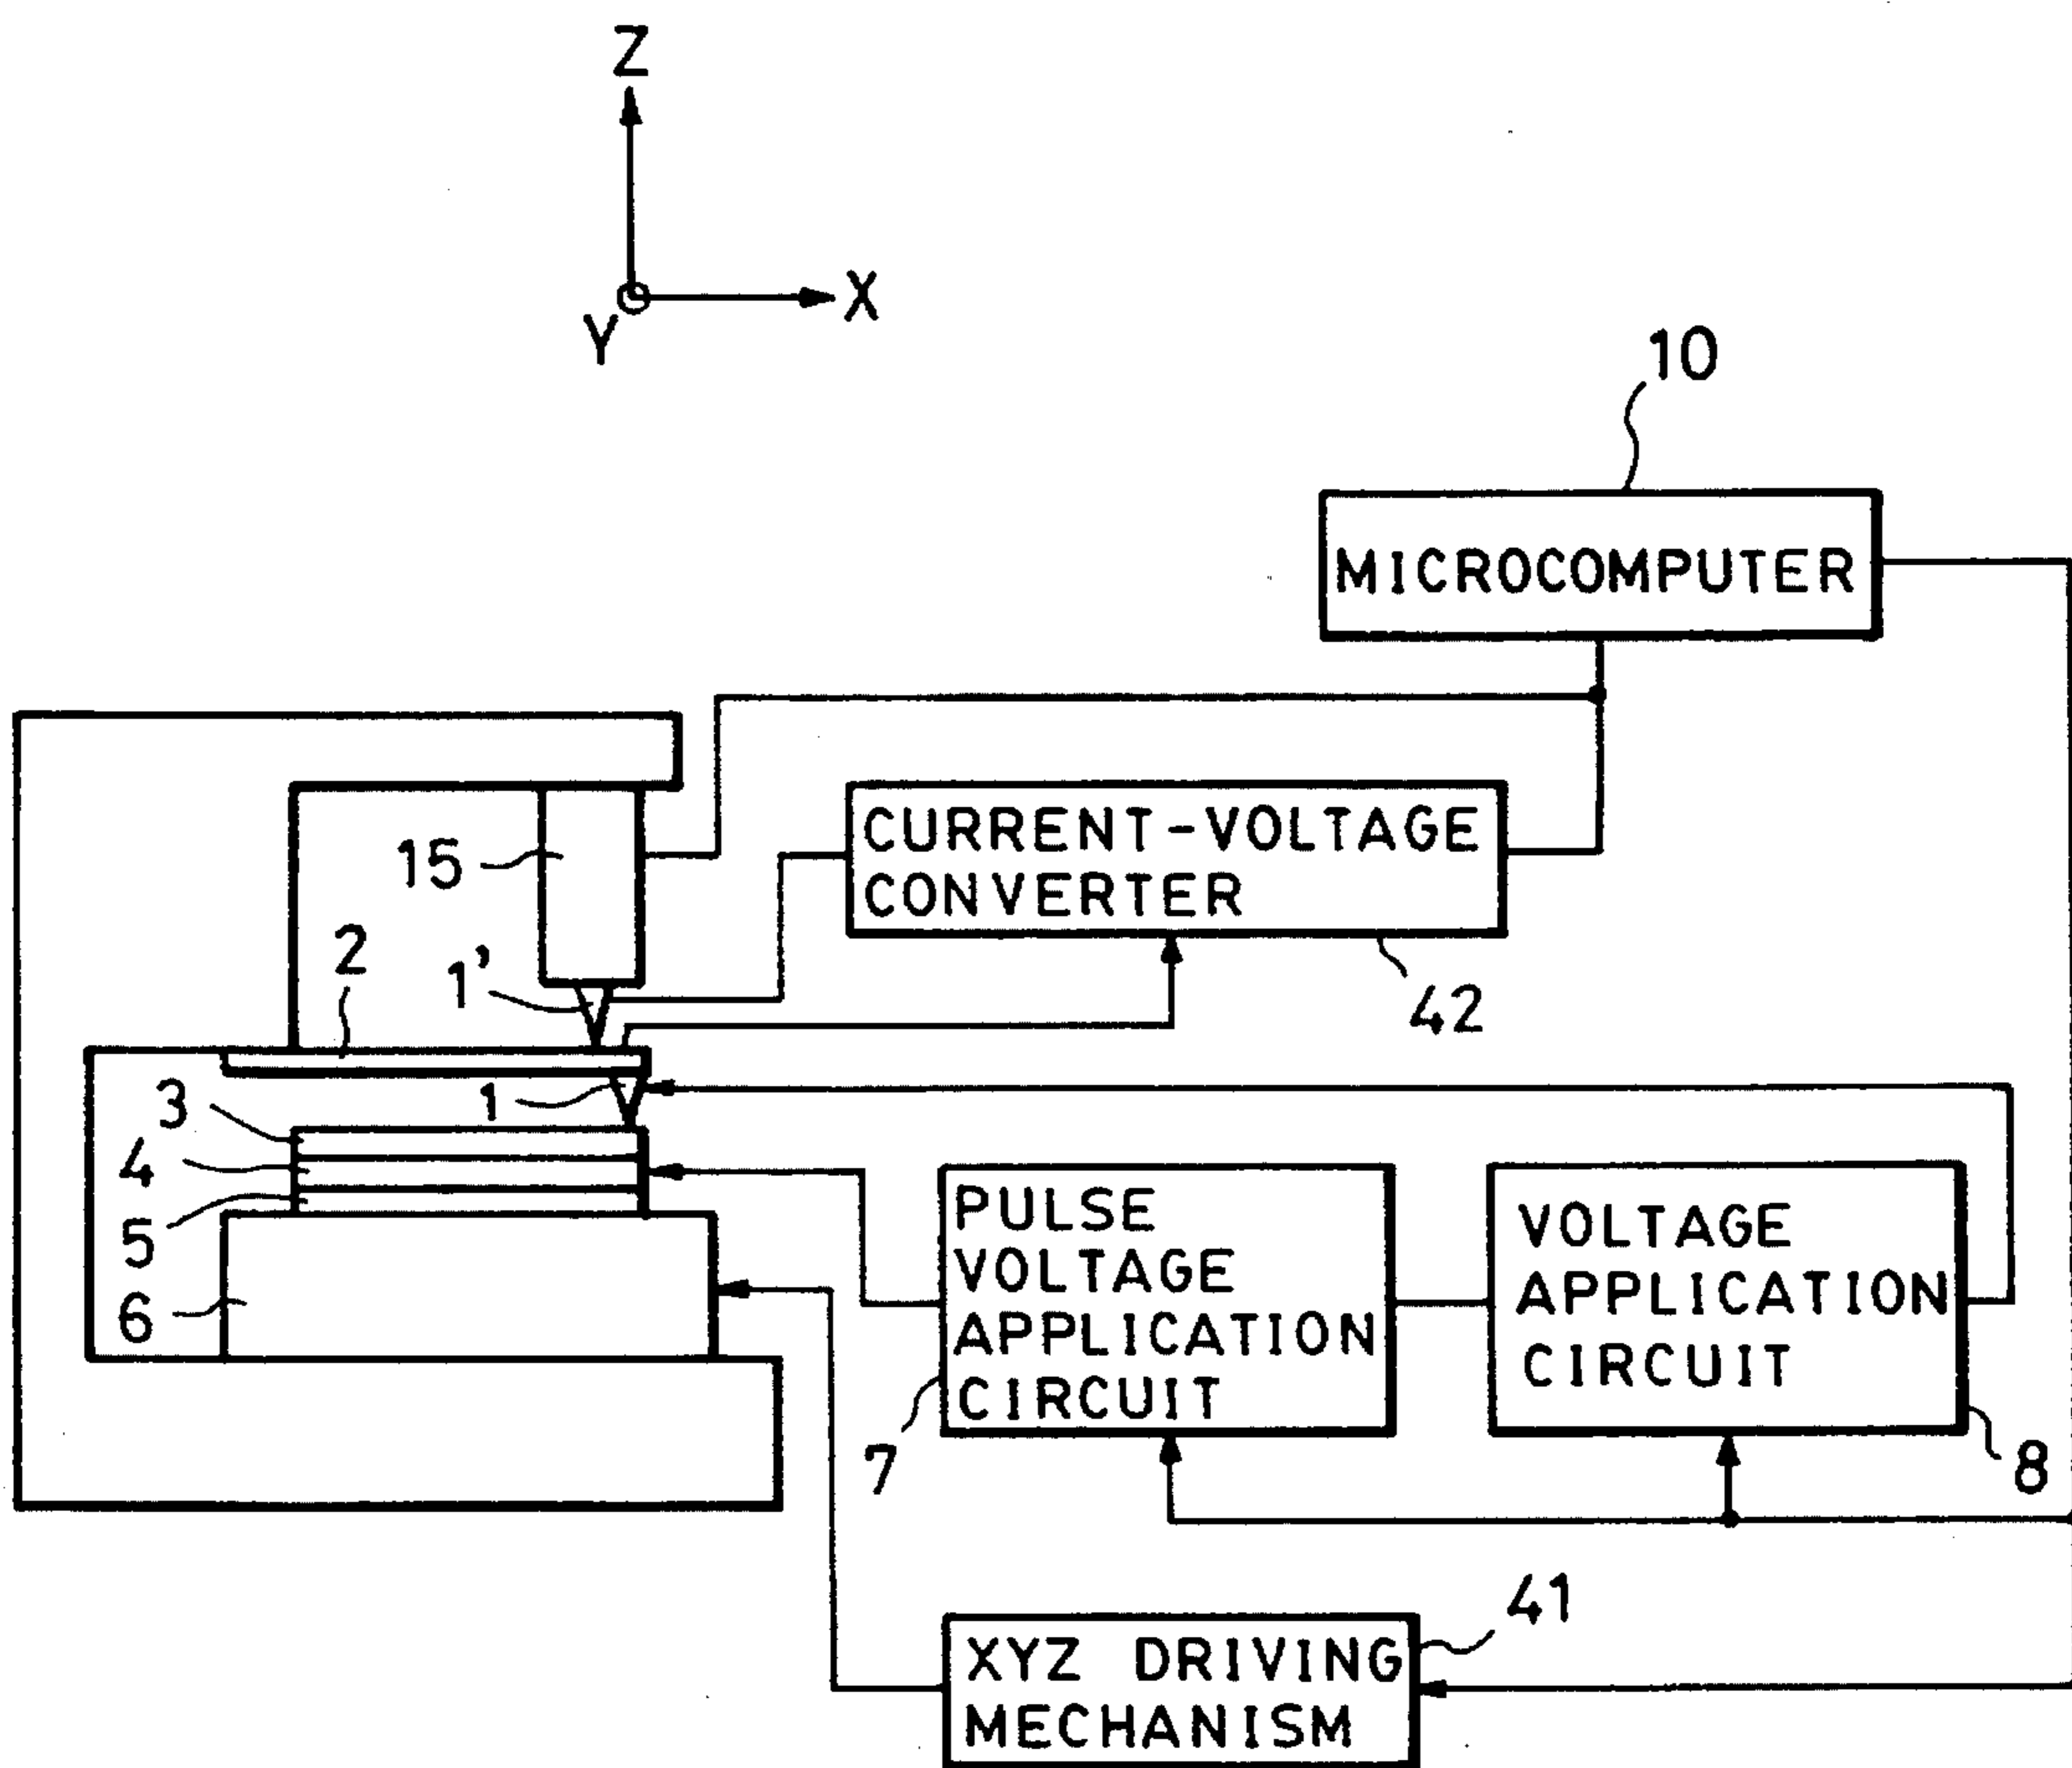 Z
X
Y
10
MICROCOMPUTER
15
CURRENT-VOLTAGE
CONVERTER
2
1'
42
3
1
4
5
6
PULSE
VOLTAGE
APPLICATION
CIRCUIT
VOLTAGE
APPLICATION
CIRCUIT
7
8
41
XYZ DRIVING
MECHANISM